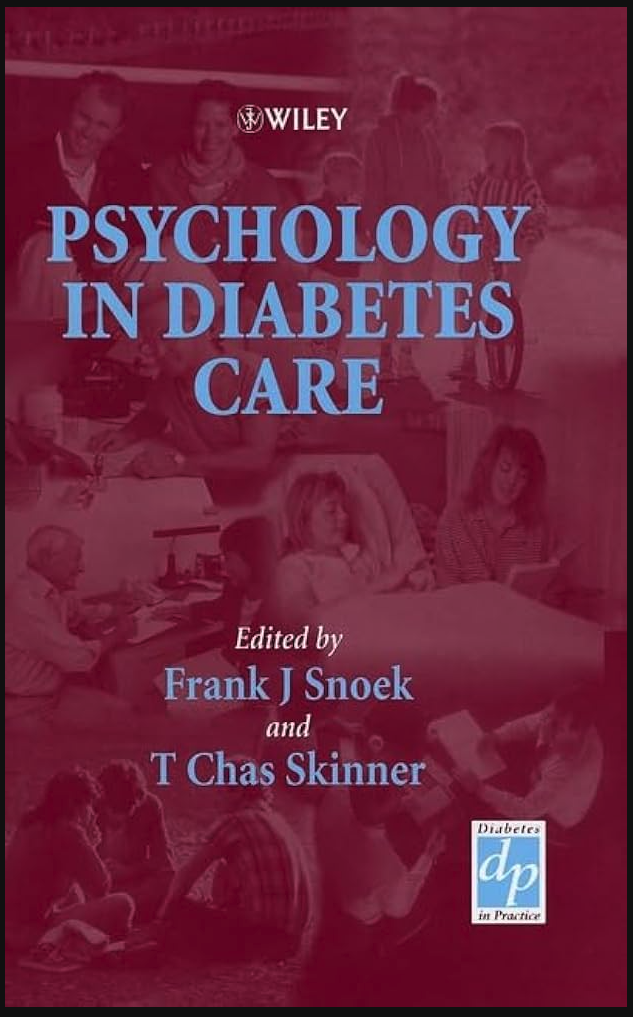 WILEY
PSYCHOLOGY
IN DIABETES
CARE
Edited by
Frank J Snoek
and
T Chas Skinner
Diabetes
dp
in Practice